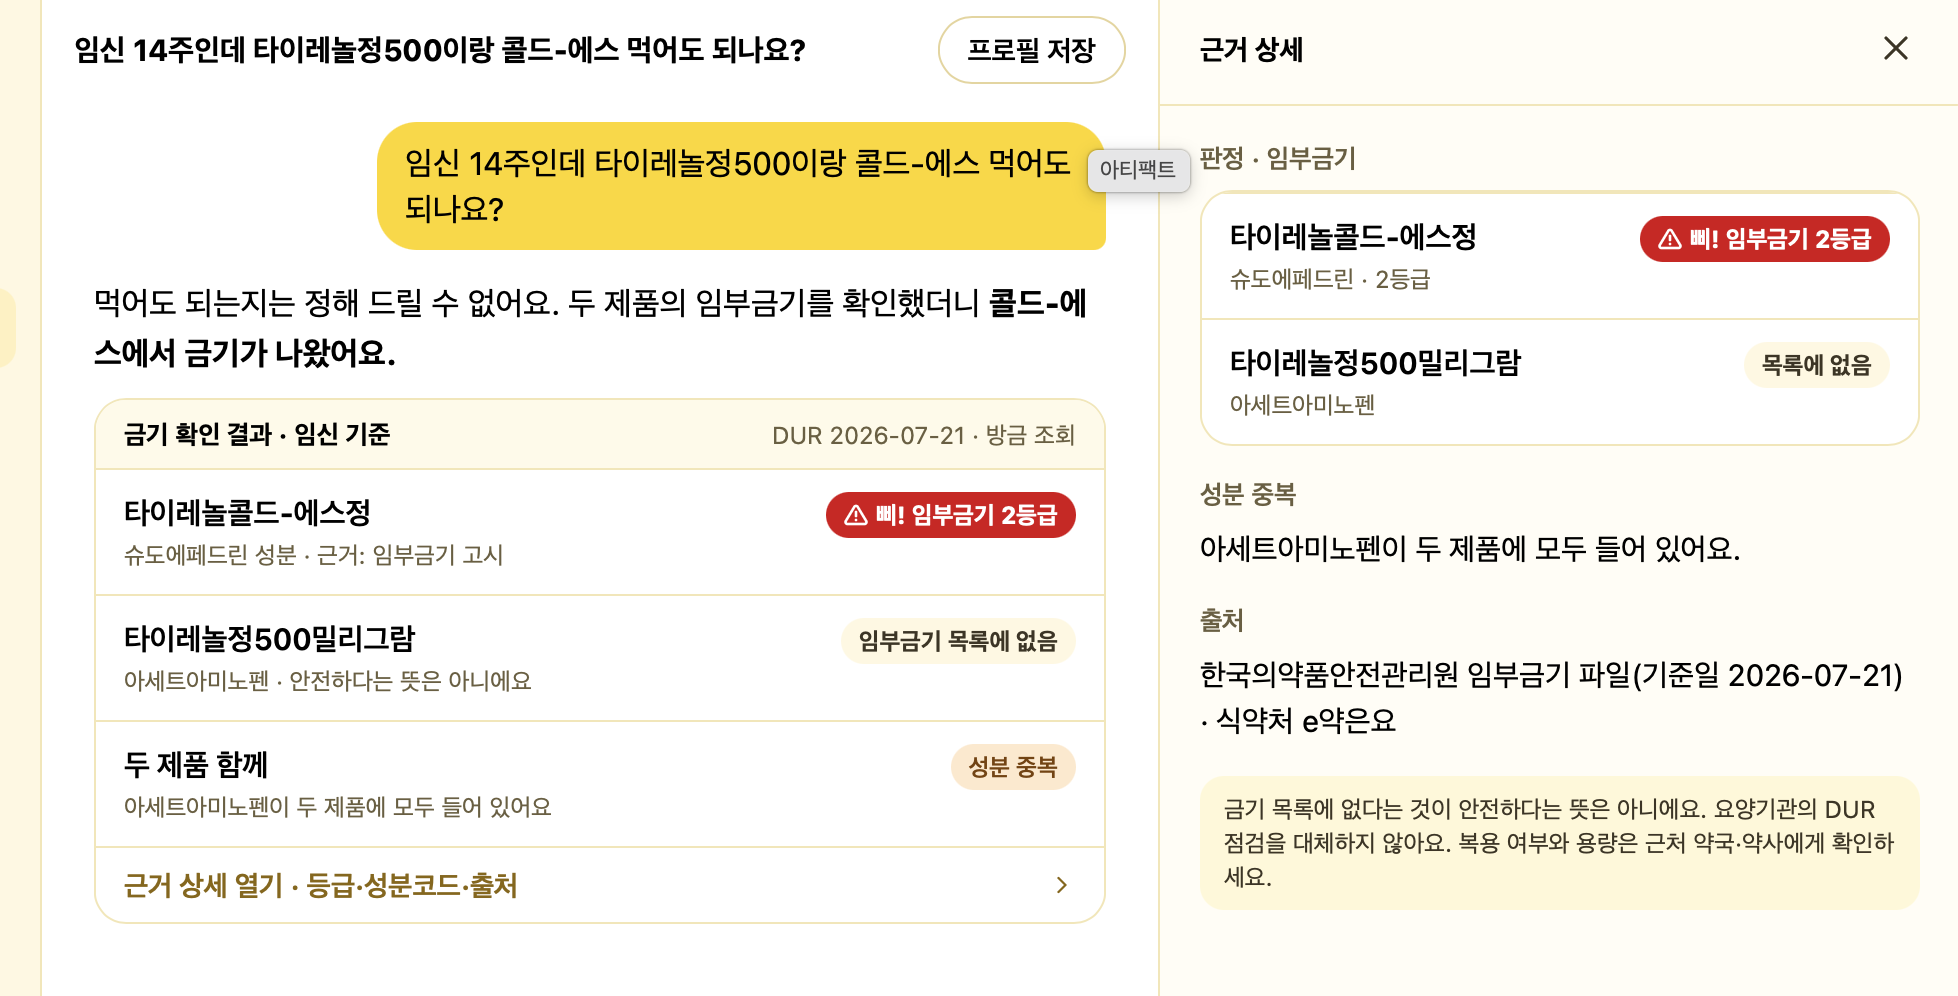 임신 14주인데 타이레놀정500이랑 콜드-에스 먹어도 되나요?
프로필 저장
임신 14주인데 타이레놀정500이랑 콜드-에스 먹어도
되나요?
아티팩트
먹어도 되는지는 정해 드릴 수 없어요. 두 제품의 임부금기를 확인했더니 콜드-에
스에서 금기가 나왔어요.
금기 확인 결과 · 임신 기준
DUR 2026-07-21 · 방금 조회
타이레놀콜드-에스정
삐! 임부금기 2등급
슈도에페드린 성분 · 근거: 임부금기 고시
타이레놀정500밀리그람
임부금기 목록에 없음
아세트아미노펜 · 안전하다는 뜻은 아니에요
두 제품 함께
성분 중복
아세트아미노펜이 두 제품에 모두 들어 있어요
근거 상세 열기 · 등급·성분코드·출처
근거 상세
판정 · 임부금기
타이레놀콜드-에스정
삐! 임부금기 2등급
슈도에페드린 · 2등급
타이레놀정500밀리그람
목록에 없음
아세트아미노펜
성분 중복
아세트아미노펜이 두 제품에 모두 들어 있어요.
출처
한국의약품안전관리원 임부금기 파일(기준일 2026-07-21)
· 식약처 e약은요
금기 목록에 없다는 것이 안전하다는 뜻은 아니에요. 요양기관의 DUR
점검을 대체하지 않아요. 복용 여부와 용량은 근처 약국·약사에게 확인하
세요.